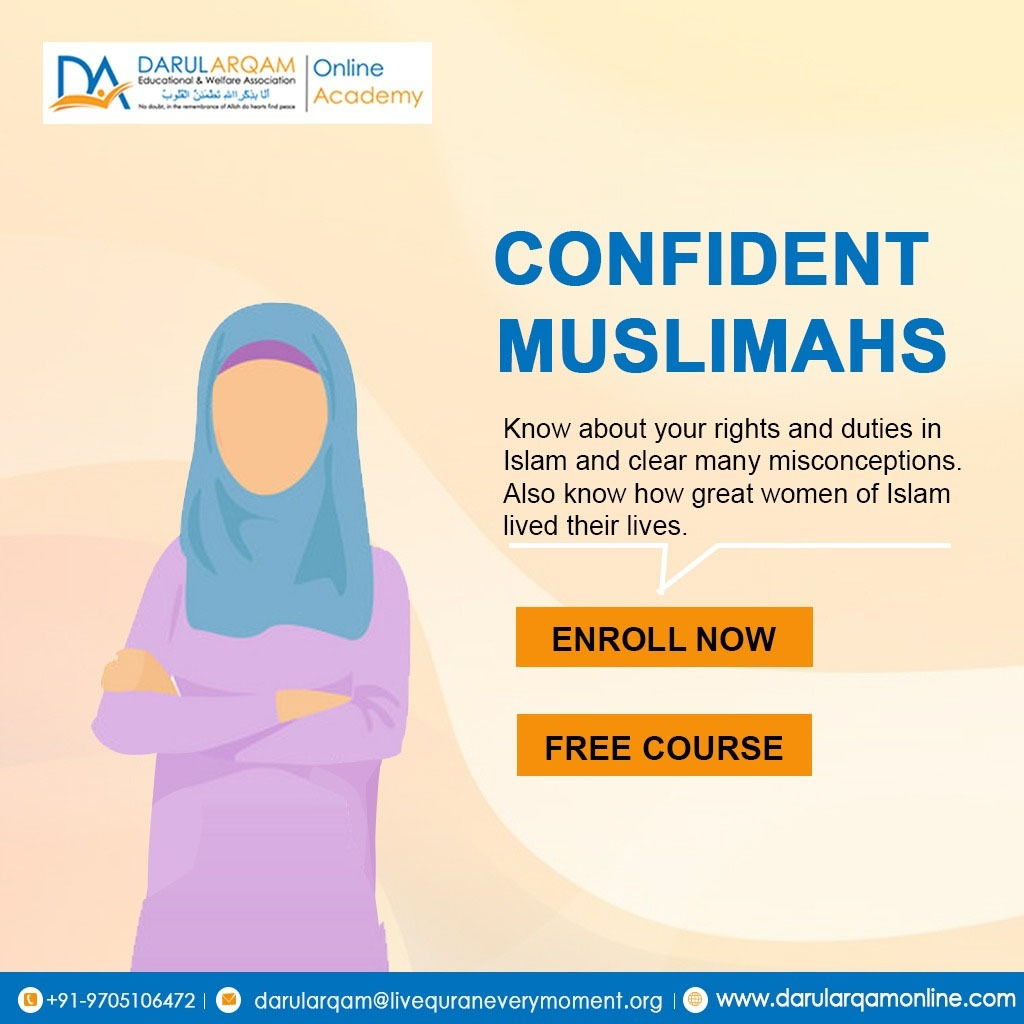 DA
DARULARQAM
Educational & Welfare Association
أَلَا بِذِكْرِ اللهِ تَطْمَئِنُّ الْقُلُوبُ
No doubt, in the remembrance of Allah do hearts find peace
Online
Academy
CONFIDENT
MUSLIMAHS
Know about your rights and duties in
Islam and clear many misconceptions.
Also know how great women of Islam
lived their lives.
ENROLL NOW
FREE COURSE
+91-9705106472 | darularqam@livequraneverymoment.org | www.darularqamonline.com